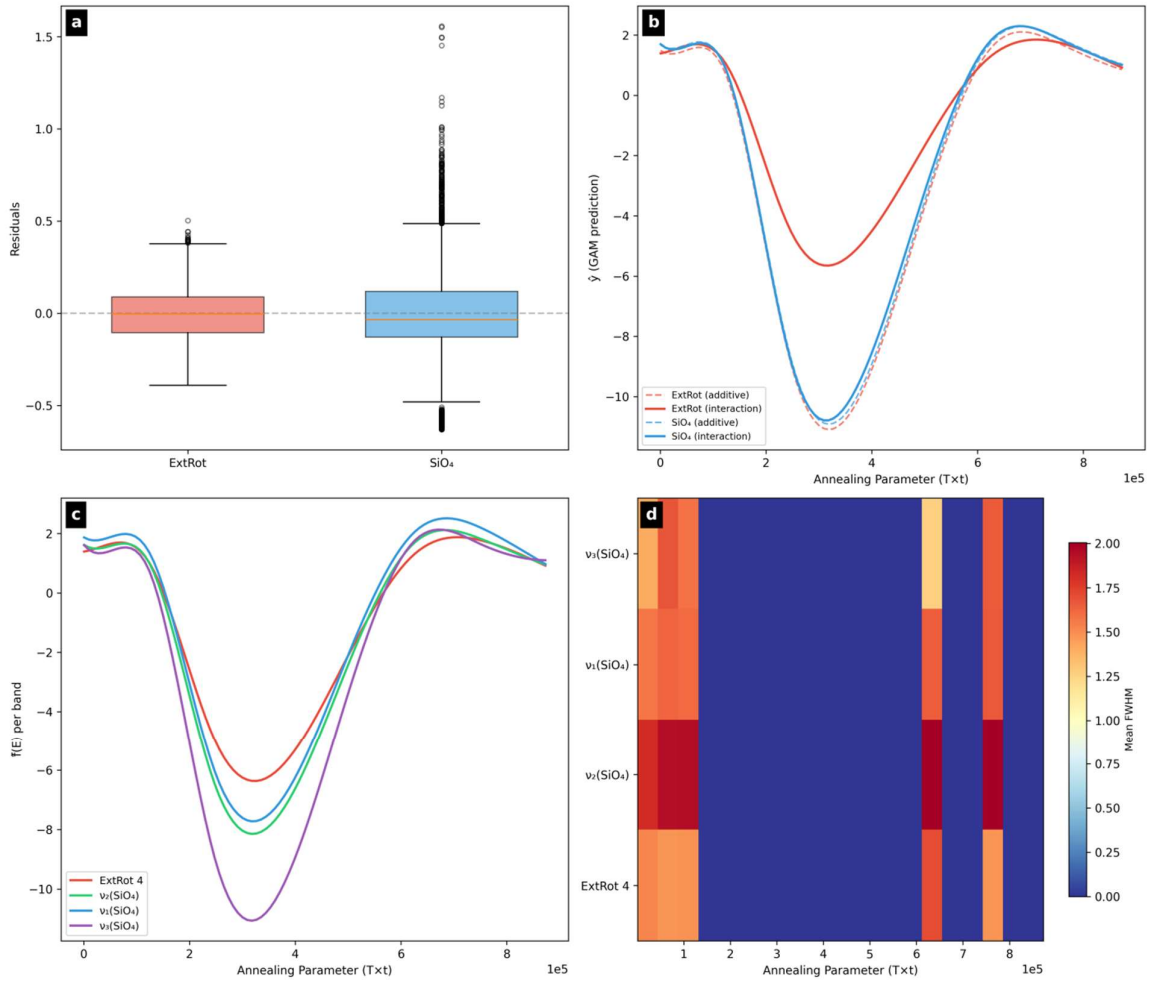 a
1.5
1.0
0.5
0.0
−0.5
Residuals
ExtRot
SiO₄
b
2
0
−2
−4
−6
−8
−10
ŷ (GAM prediction)
ExtRot (additive)
ExtRot (interaction)
SiO₄ (additive)
SiO₄ (interaction)
0 2 4 6 8
1e5
Annealing Parameter (T×t)
c
2
0
−2
−4
−6
−8
−10
f(E) per band
ExtRot 4
ν₂(SiO₄)
ν₁(SiO₄)
ν₃(SiO₄)
0 2 4 6 8
1e5
Annealing Parameter (T×t)
d
ν₃(SiO₄)
ν₁(SiO₄)
ν₂(SiO₄)
ExtRot 4
1 2 3 4 5 6 7 8
1e5
Annealing Parameter (T×t)
2.00
1.75
1.50
1.25
1.00
0.75
0.50
0.25
0.00
Mean FWHM